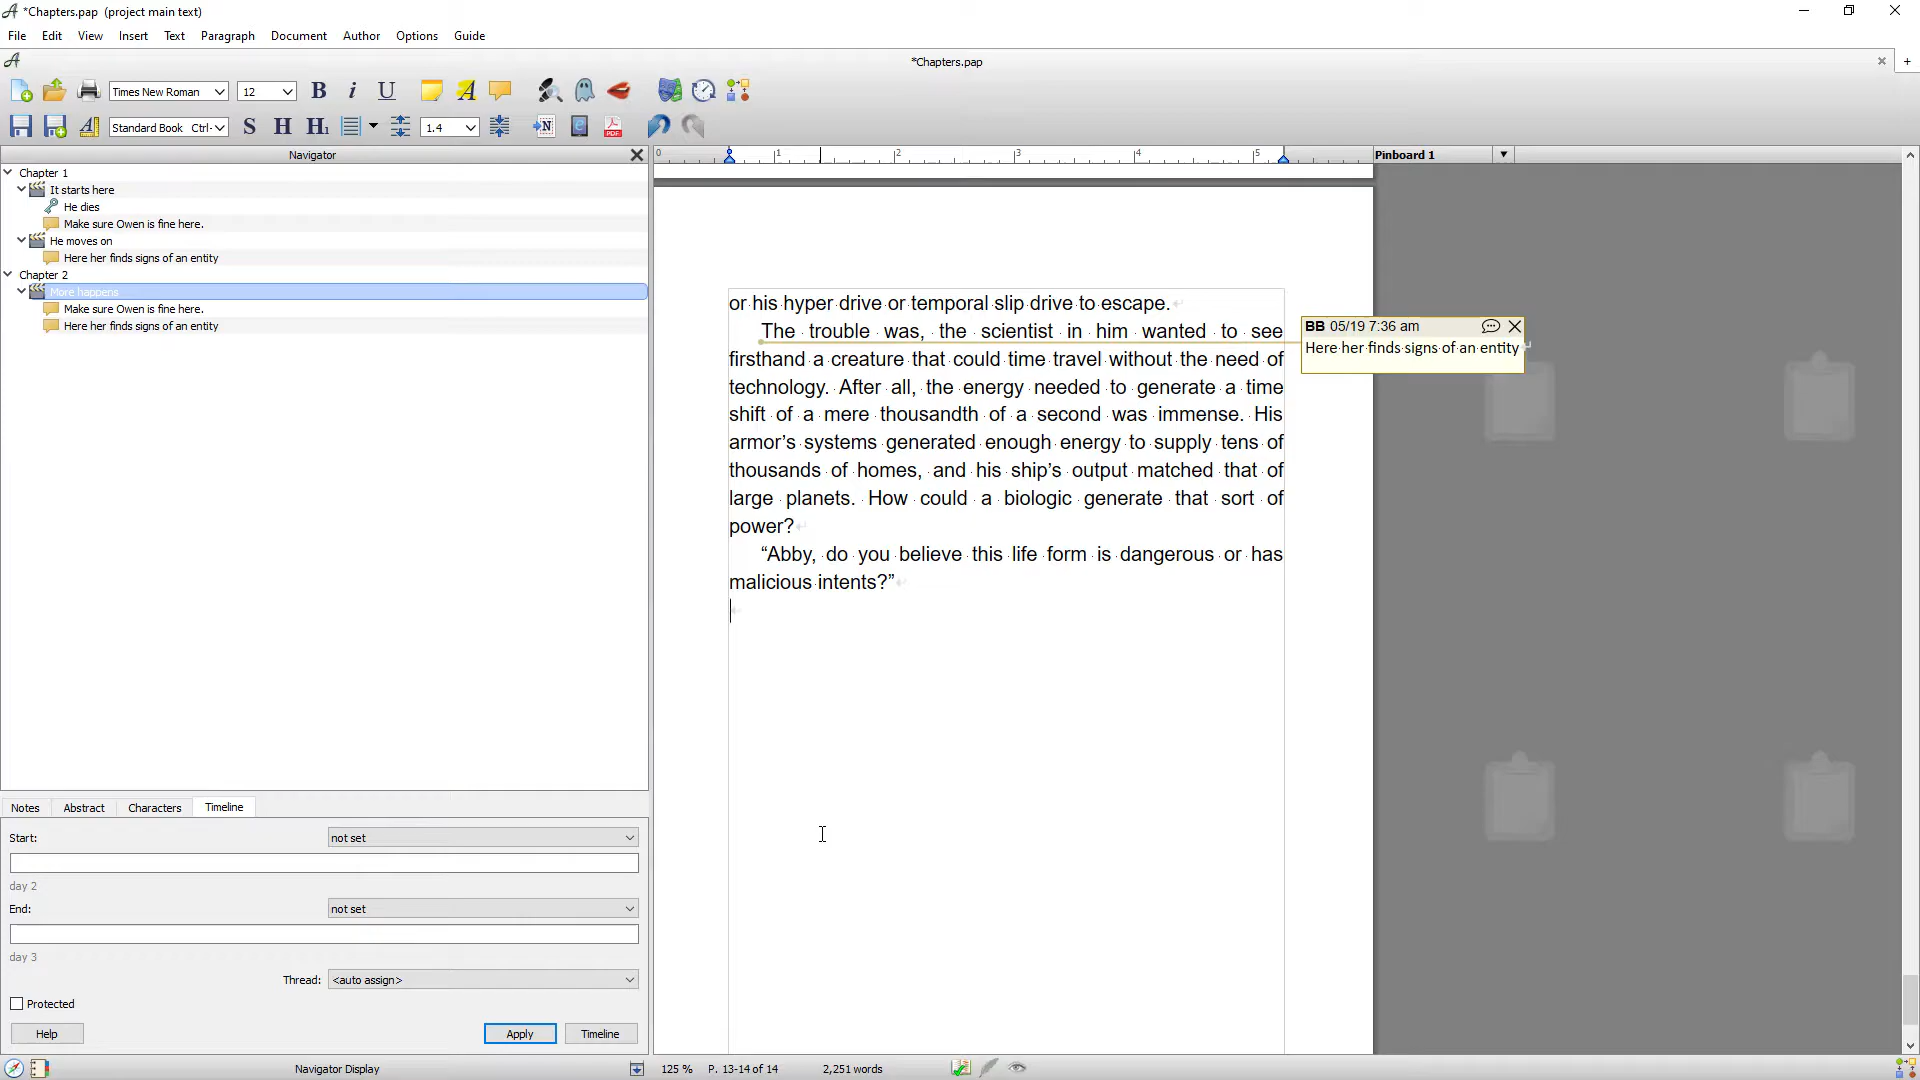 *Chapters.pap (project main text)
File Edit View Insert Text Paragraph Document Author Options Guide
*Chapters.pap
Times New Roman 12 B i U A
Standard Book Ctrl- S H H₁ 1.4 N PDF
Navigator
0 1 2 3 4 5
Pinboard 1
Chapter 1
It starts here
He dies
Make sure Owen is fine here.
He moves on
Here her finds signs of an entity
Chapter 2
More happens
Make sure Owen is fine here.
Here her finds signs of an entity
or his hyper drive or temporal slip drive to escape.
The trouble was, the scientist in him wanted to see
firsthand a creature that could time travel without the need of
technology. After all, the energy needed to generate a time
shift of a mere thousandth of a second was immense. His
armor’s systems generated enough energy to supply tens of
thousands of homes, and his ship’s output matched that of
large planets. How could a biologic generate that sort of
power?
“Abby, do you believe this life form is dangerous or has
malicious intents?”
BB 05/19 7:36 am
Here her finds signs of an entity
Notes Abstract Characters Timeline
Start: not set
day 2
End: not set
day 3
Thread: <auto assign>
Protected
Help Apply Timeline
Navigator Display 125 % P. 13-14 of 14 2,251 words